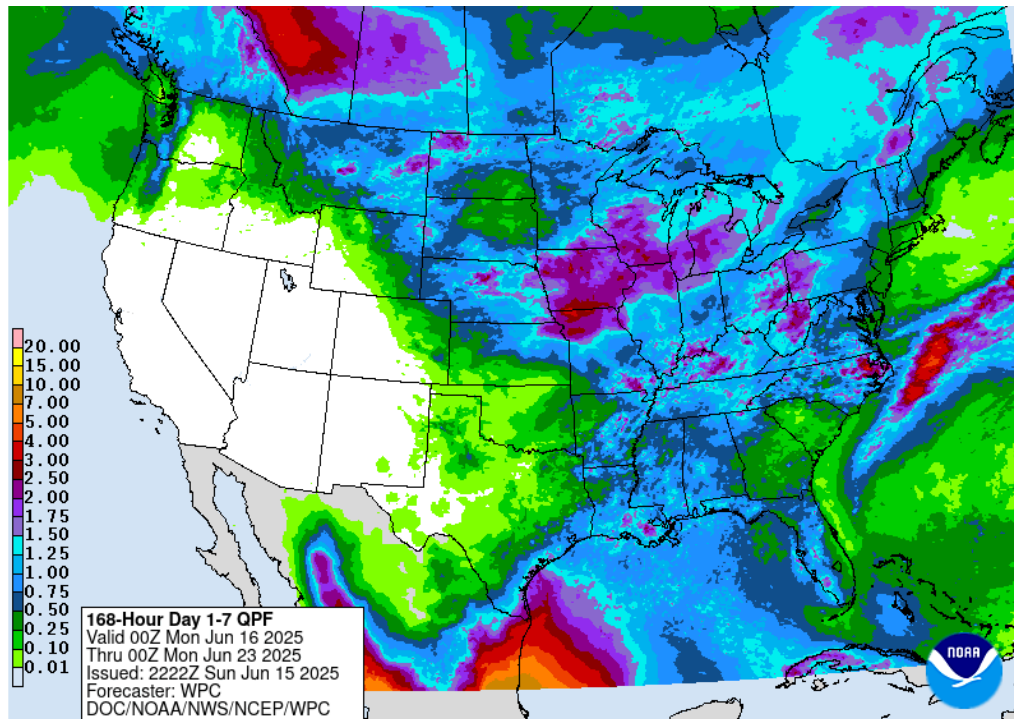 20.00
15.00
10.00
7.00
5.00
4.00
3.00
2.50
2.00
1.75
1.50
1.25
1.00
0.75
0.50
0.25
0.10
0.01
168-Hour Day 1-7 QPF
Valid 00Z Mon Jun 16 2025
Thru 00Z Mon Jun 23 2025
Issued: 2222Z Sun Jun 15 2025
Forecaster: WPC
DOC/NOAA/NWS/NCEP/WPC
NOAA